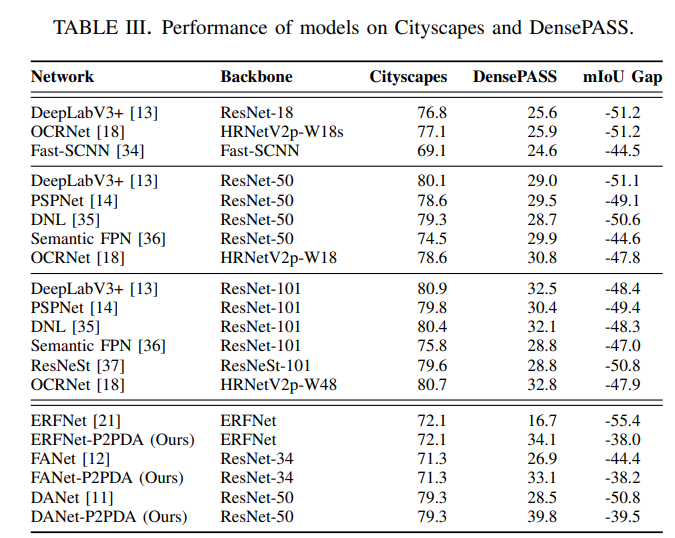 TABLE III. Performance of models on Cityscapes and DensePASS.
Network Backbone Cityscapes DensePASS mIoU Gap
DeepLabV3+ [13] ResNet-18 76.8 25.6 -51.2
OCRNet [18] HRNetV2p-W18s 77.1 25.9 -51.2
Fast-SCNN [34] Fast-SCNN 69.1 24.6 -44.5
DeepLabV3+ [13] ResNet-50 80.1 29.0 -51.1
PSPNet [14] ResNet-50 78.6 29.5 -49.1
DNL [35] ResNet-50 79.3 28.7 -50.6
Semantic FPN [36] ResNet-50 74.5 29.9 -44.6
OCRNet [18] HRNetV2p-W18 78.6 30.8 -47.8
DeepLabV3+ [13] ResNet-101 80.9 32.5 -48.4
PSPNet [14] ResNet-101 79.8 30.4 -49.4
DNL [35] ResNet-101 80.4 32.1 -48.3
Semantic FPN [36] ResNet-101 75.8 28.8 -47.0
ResNeSt [37] ResNeSt-101 79.6 28.8 -50.8
OCRNet [18] HRNetV2p-W48 80.7 32.8 -47.9
ERFNet [21] ERFNet 72.1 16.7 -55.4
ERFNet-P2PDA (Ours) ERFNet 72.1 34.1 -38.0
FANet [12] ResNet-34 71.3 26.9 -44.4
FANet-P2PDA (Ours) ResNet-34 71.3 33.1 -38.2
DANet [11] ResNet-50 79.3 28.5 -50.8
DANet-P2PDA (Ours) ResNet-50 79.3 39.8 -39.5